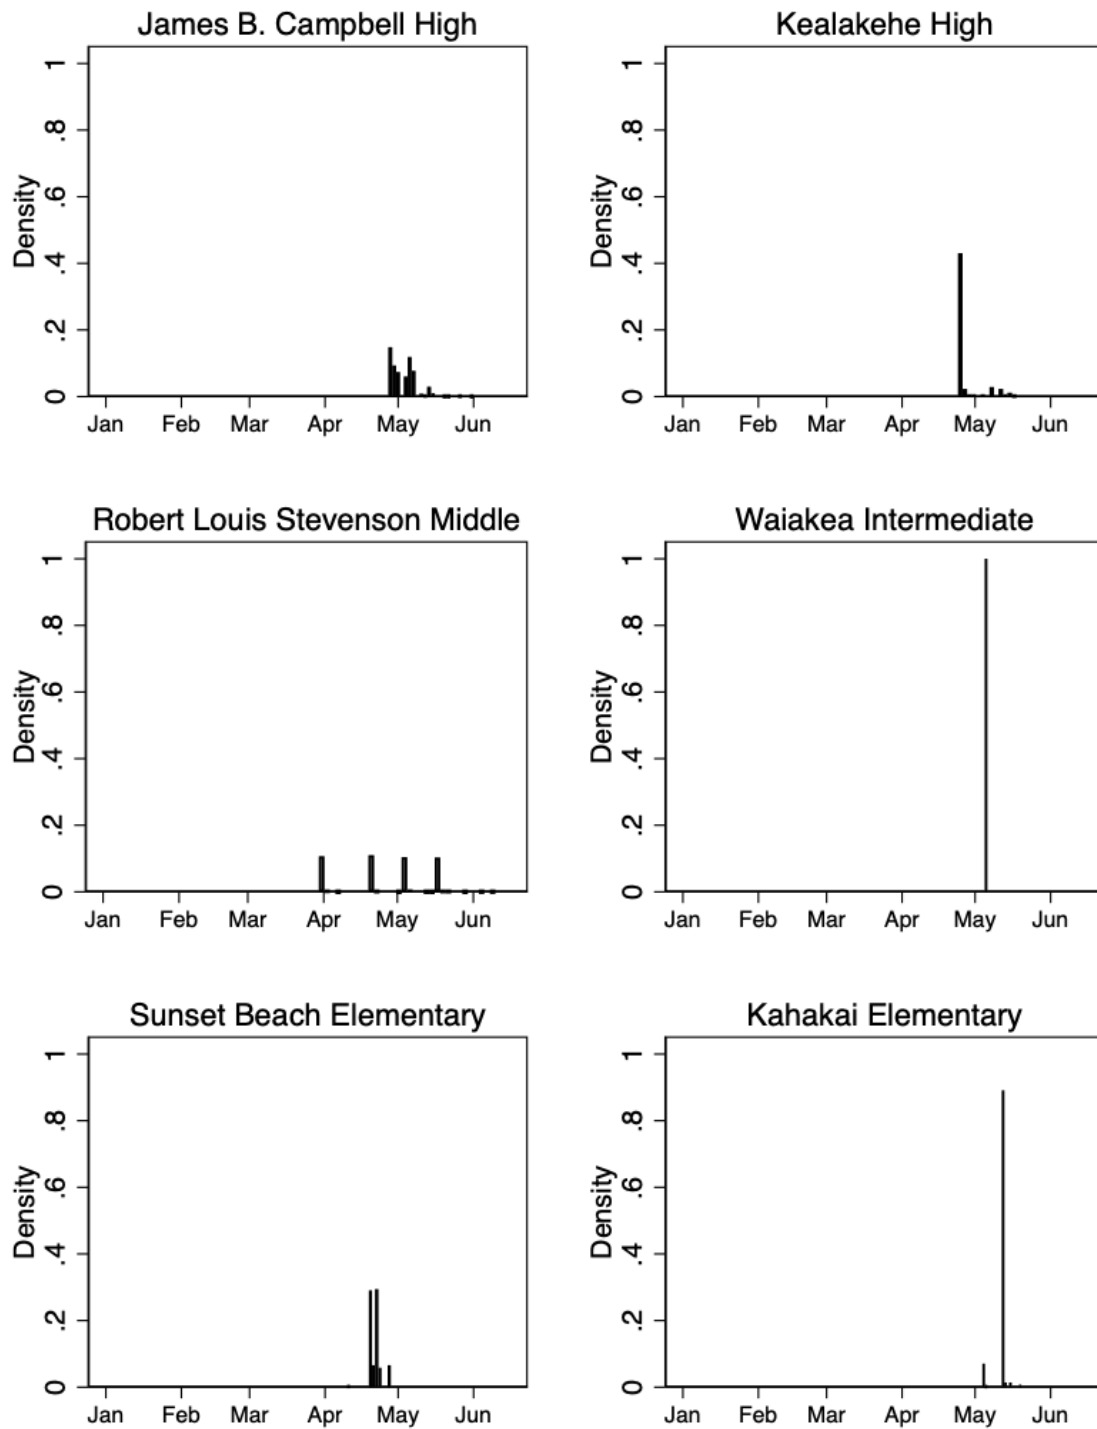 James B. Campbell High
Density
1
.8
.6
.4
.2
0
Jan Feb Mar Apr May Jun
Kealakehe High
Density
1
.8
.6
.4
.2
0
Jan Feb Mar Apr May Jun
Robert Louis Stevenson Middle
Density
1
.8
.6
.4
.2
0
Jan Feb Mar Apr May Jun
Waiakea Intermediate
Density
1
.8
.6
.4
.2
0
Jan Feb Mar Apr May Jun
Sunset Beach Elementary
Density
1
.8
.6
.4
.2
0
Jan Feb Mar Apr May Jun
Kahakai Elementary
Density
1
.8
.6
.4
.2
0
Jan Feb Mar Apr May Jun